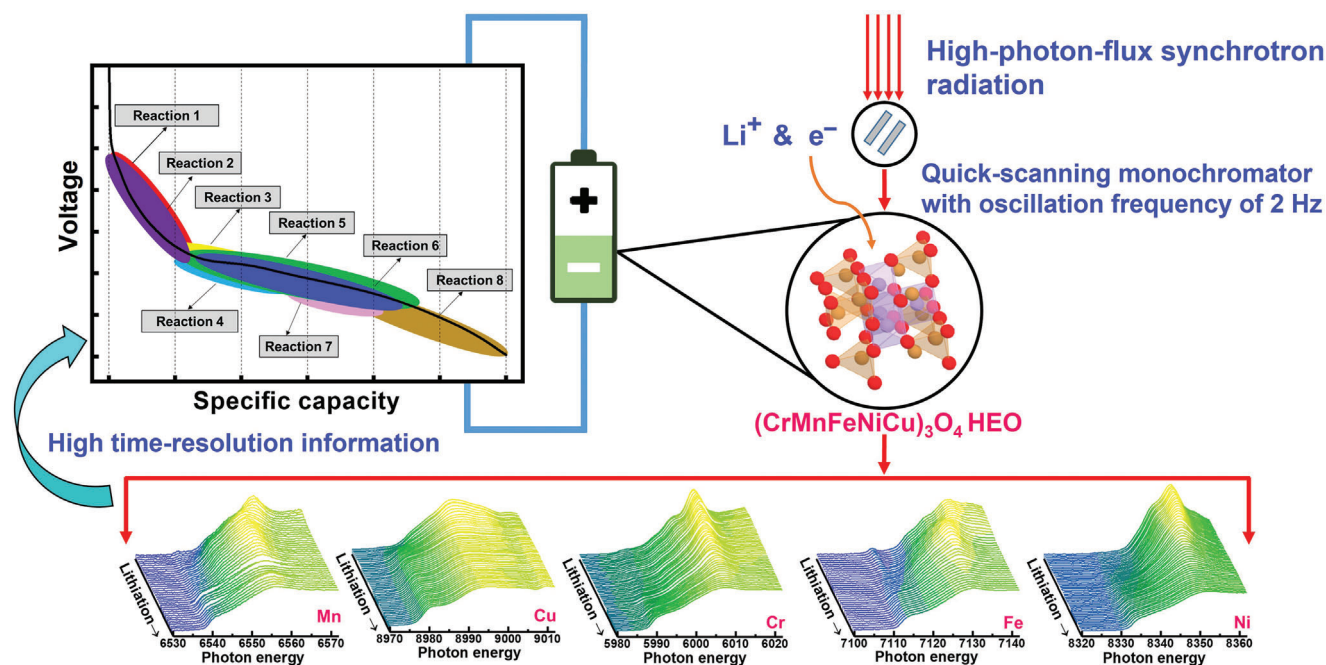 High-photon-flux synchrotron
radiation
Li⁺ & e⁻
Quick-scanning monochromator
with oscillation frequency of 2 Hz
Voltage
Reaction 1
Reaction 2
Reaction 3
Reaction 5
Reaction 6
Reaction 8
Reaction 4
Reaction 7
Specific capacity
+
−
(CrMnFeNiCu)₃O₄ HEO
High time-resolution information
Lithiation →
Mn
6530 6540 6550 6560 6570
Photon energy
Lithiation →
Cu
8970 8980 8990 9000 9010
Photon energy
Lithiation →
Cr
5980 5990 6000 6010 6020
Photon energy
Lithiation →
Fe
7100 7110 7120 7130 7140
Photon energy
Lithiation →
Ni
8320 8330 8340 8350 8360
Photon energy